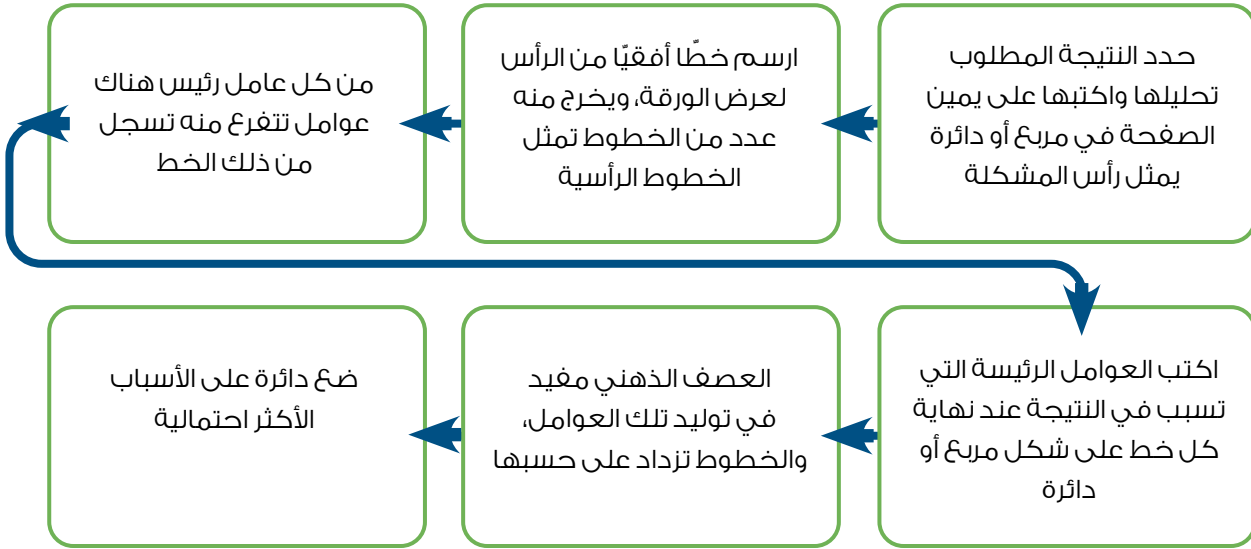 حدد النتيجة المطلوب
تحليلها واكتبها على يمين
الصفحة في مربع أو دائرة
يمثل رأس المشكلة
ارسم خطًّا أفقيًّا من الرأس
لعرض الورقة، ويخرج منه
عدد من الخطوط تمثل
الخطوط الرأسية
من كل عامل رئيس هناك
عوامل تتفرع منه تسجل
من ذلك الخط
اكتب العوامل الرئيسة التي
تسبب في النتيجة عند نهاية
كل خط على شكل مربع أو
دائرة
العصف الذهني مفيد
في توليد تلك العوامل،
والخطوط تزداد على حسبها
ضع دائرة على الأسباب
الأكثر احتمالية